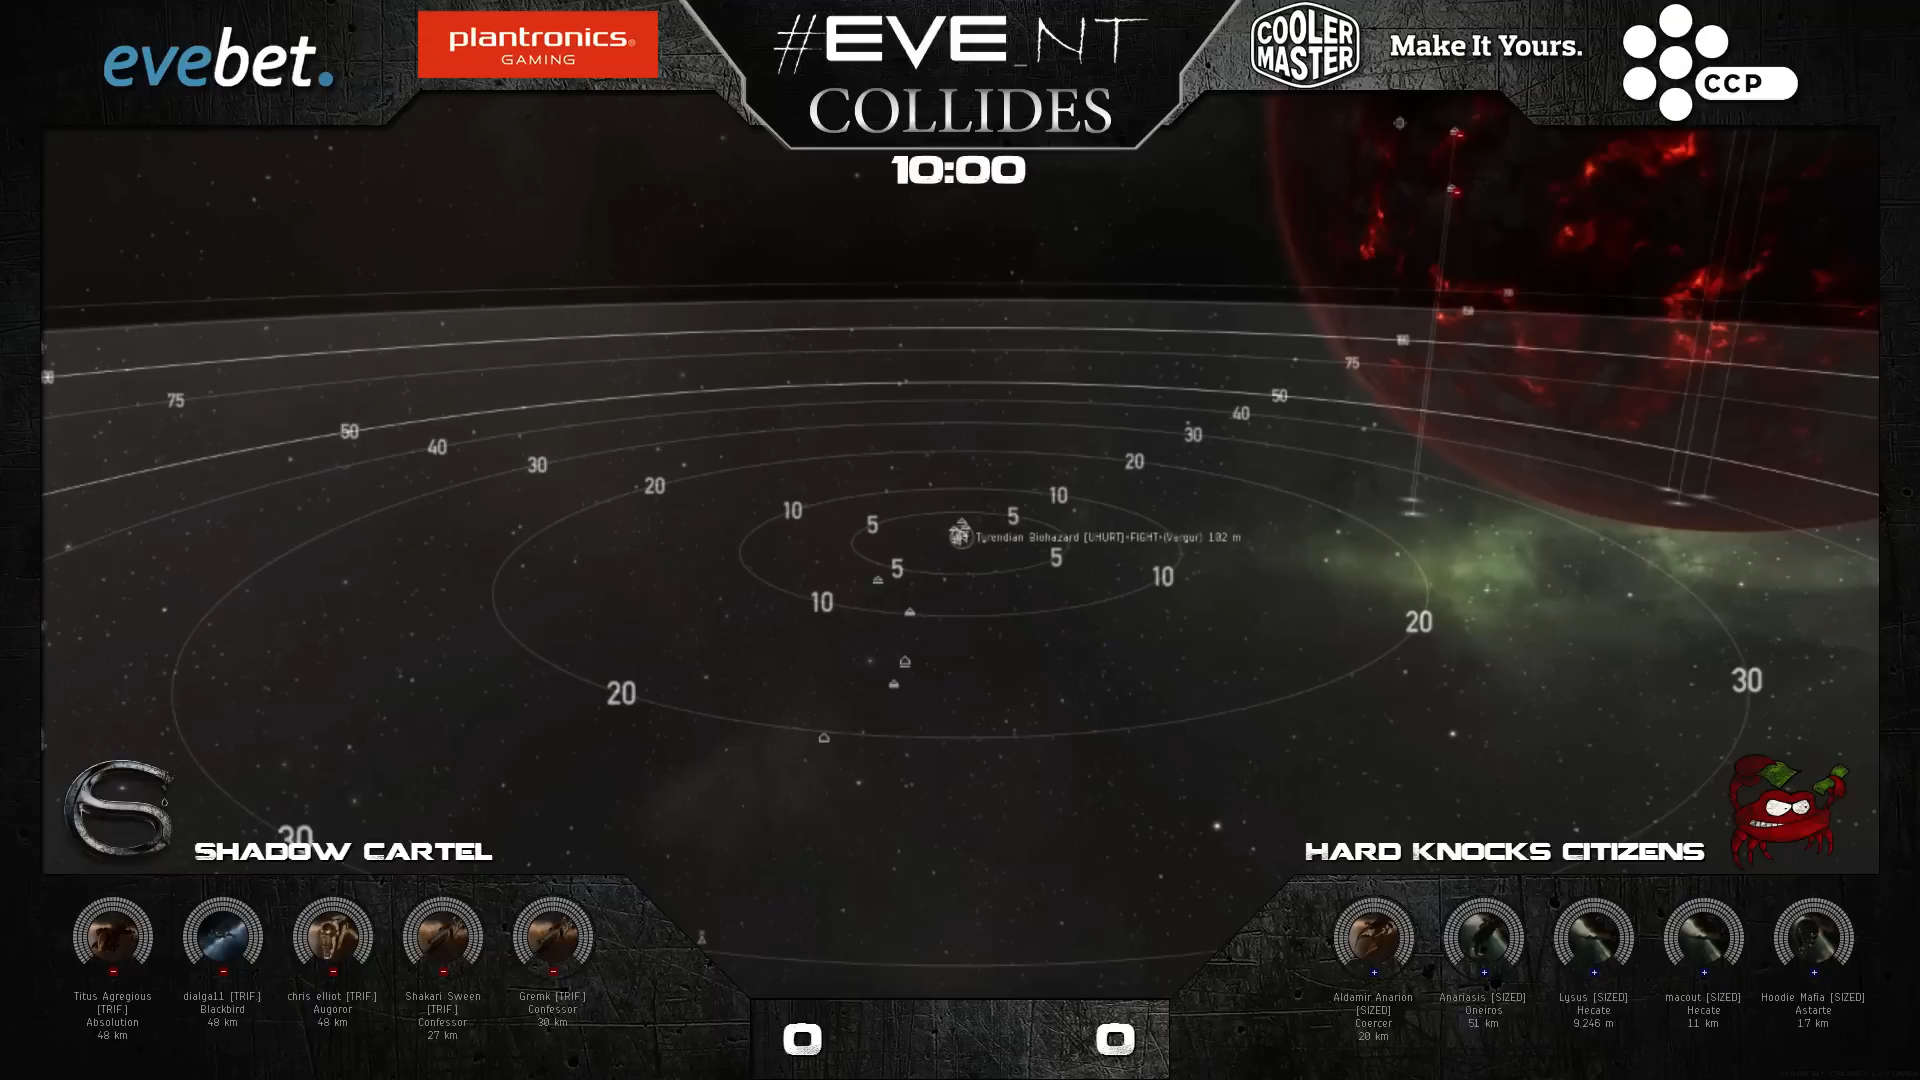 evebet.
plantronics®
GAMING
#EVE_NT
COLLIDES
COOLER
MASTER
Make It Yours.
CCP
10:00
75
50
40
30
20
10
5
5
10
20
30
40
50
75
Turendian Biohazard [UHURT]
102 m
5
5
10
10
20
20
30
30
SHADOW CARTEL
HARD KNOCKS CITIZENS
Titus Agregious
[TRIF.]
Absolution
48 km
dialga11 [TRIF.]
Blackbird
48 km
chris elliot [TRIF.]
Augoror
48 km
Shakari Sween
[TRIF.]
Confessor
27 km
Gremk [TRIF.]
Confessor
30 km
Aldamir Anarion
[SIZED]
Coercer
20 km
Anariasis [SIZED]
Oneiros
51 km
Lysus [SIZED]
Hecate
9.246 m
macout [SIZED]
Hecate
11 km
Hoodie Mafia [SIZED]
Astarte
17 km
0
0